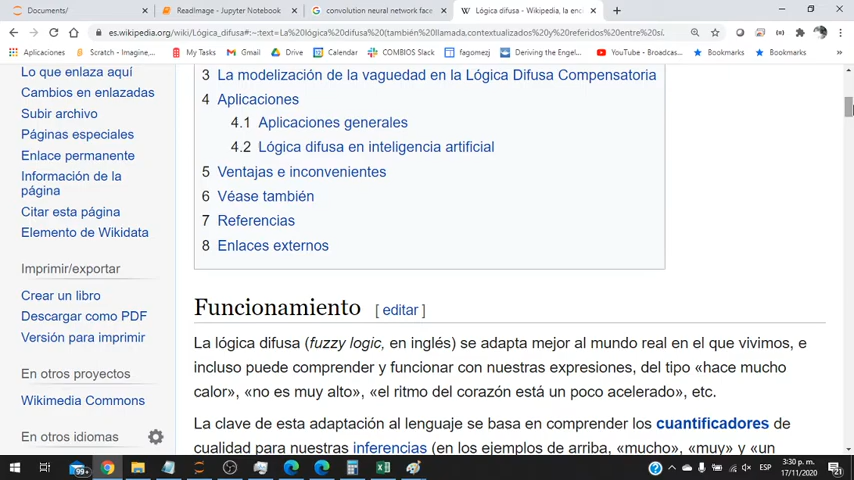 Documents/
ReadImage - Jupyter Notebook
convolution neural network face
Lógica difusa - Wikipedia, la enc
es.wikipedia.org/wiki/Lógica_difusa#:~:text=La%20lógica%20difusa%20(también%20llamada,contextualizados%20y%20referidos%20entre%20sí.
Aplicaciones
Scratch - Imagine,...
My Tasks
Gmail
Drive
Calendar
COMBIOS Slack
fagomezj
Deriving the Engel...
YouTube - Broadcas...
Bookmarks
Bookmarks
Lo que enlaza aquí
Cambios en enlazadas
Subir archivo
Páginas especiales
Enlace permanente
Información de la
página
Citar esta página
Elemento de Wikidata
Imprimir/exportar
Crear un libro
Descargar como PDF
Versión para imprimir
En otros proyectos
Wikimedia Commons
En otros idiomas
3 La modelización de la vaguedad en la Lógica Difusa Compensatoria
4 Aplicaciones
4.1 Aplicaciones generales
4.2 Lógica difusa en inteligencia artificial
5 Ventajas e inconvenientes
6 Véase también
7 Referencias
8 Enlaces externos
Funcionamiento [ editar ]
La lógica difusa (fuzzy logic, en inglés) se adapta mejor al mundo real en el que vivimos, e
incluso puede comprender y funcionar con nuestras expresiones, del tipo «hace mucho
calor», «no es muy alto», «el ritmo del corazón está un poco acelerado», etc.
La clave de esta adaptación al lenguaje se basa en comprender los cuantificadores de
cualidad para nuestras inferencias (en los ejemplos de arriba, «mucho», «muy» y «un
99+
ESP
3:30 p. m.
17/11/2020
21